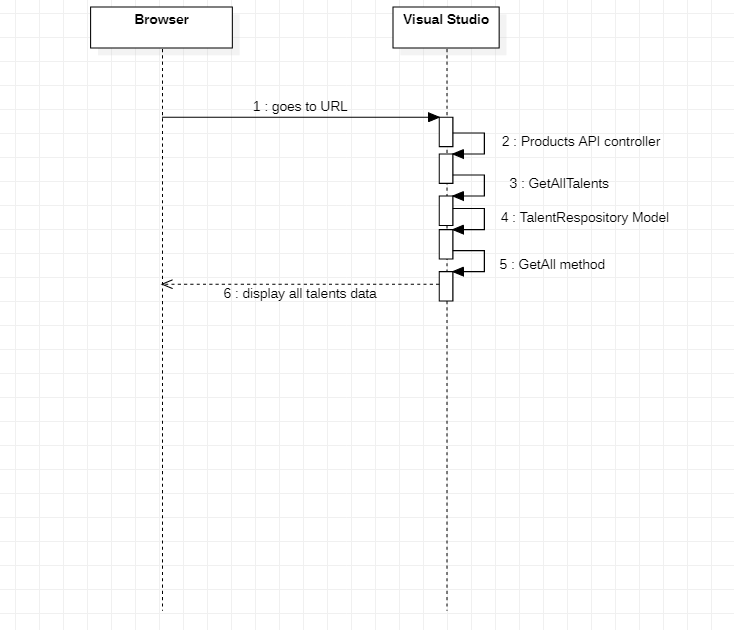 Browser
Visual Studio
1 : goes to URL
2 : Products API controller
3 : GetAllTalents
4 : TalentRespository Model
5 : GetAll method
6 : display all talents data